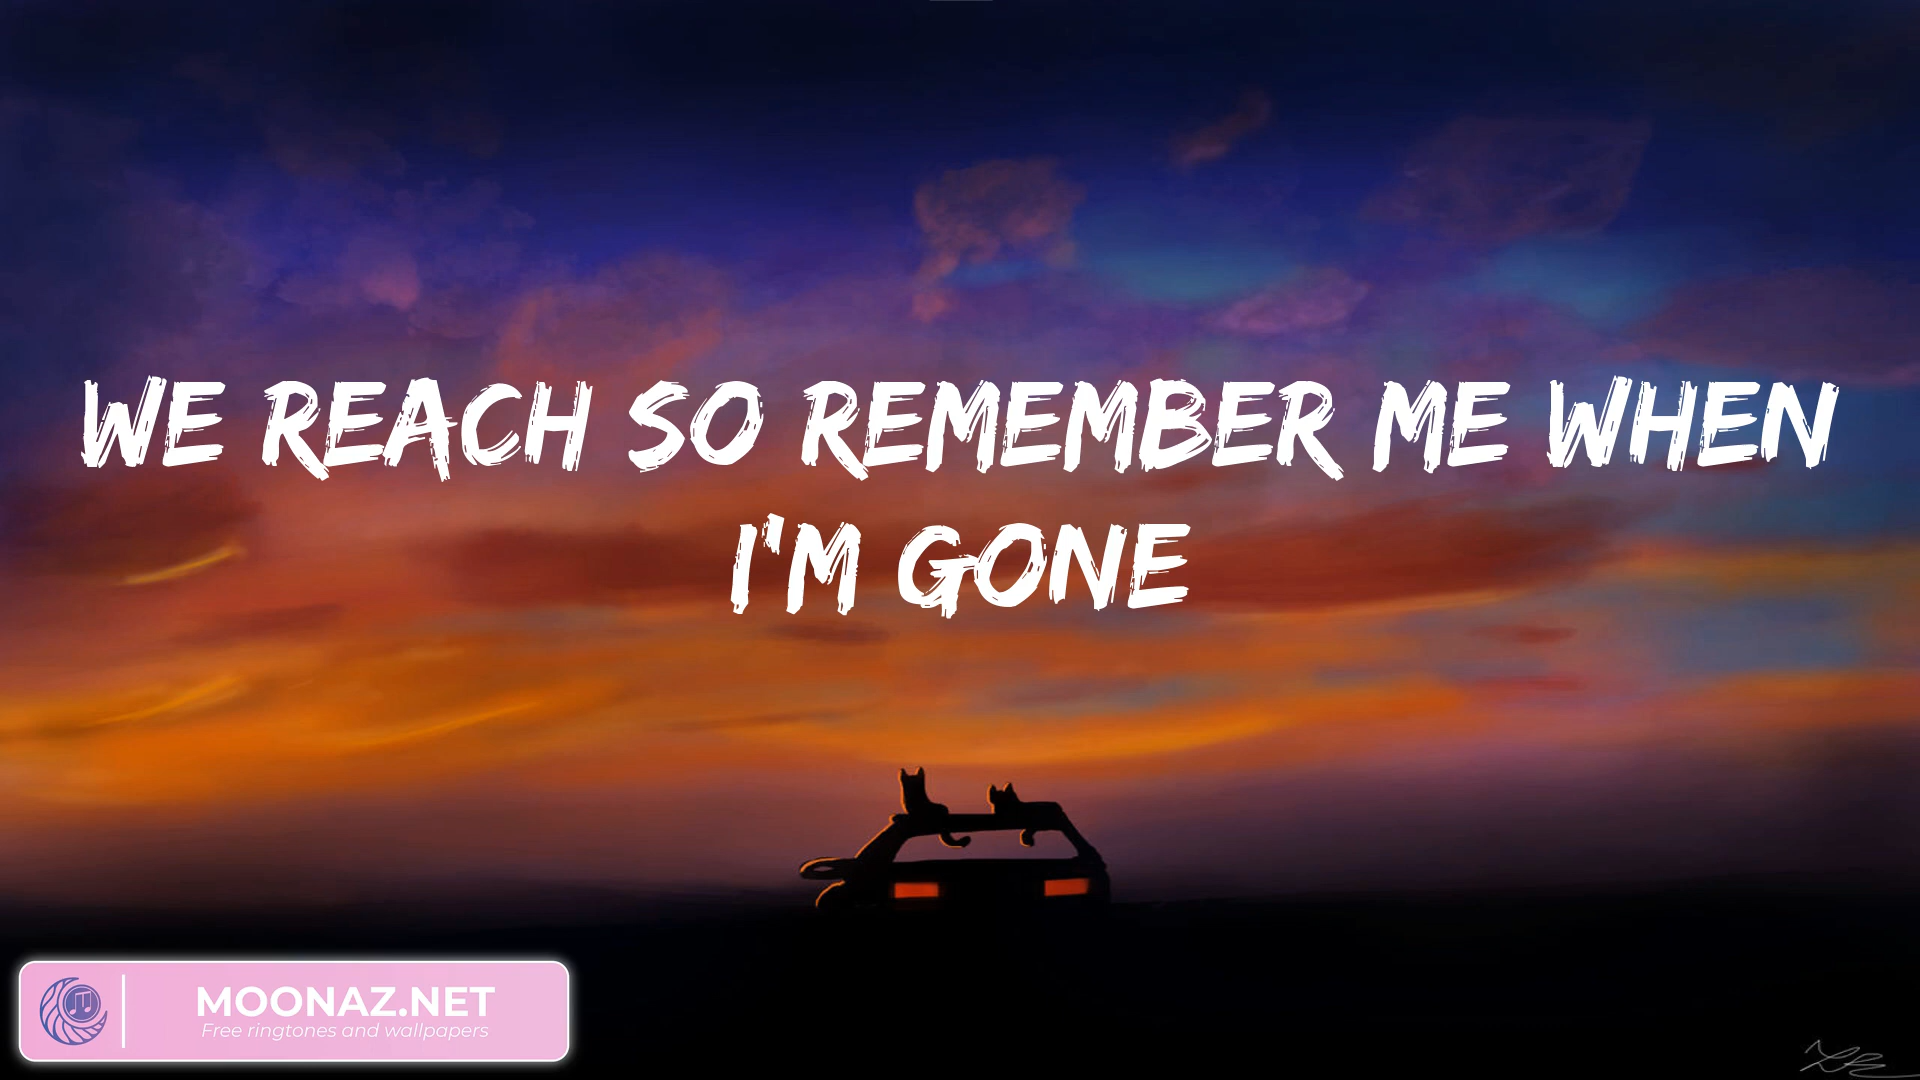 WE REACH SO REMEMBER ME WHEN
I'M GONE
MOONAZ.NET
Free ringtones and wallpapers